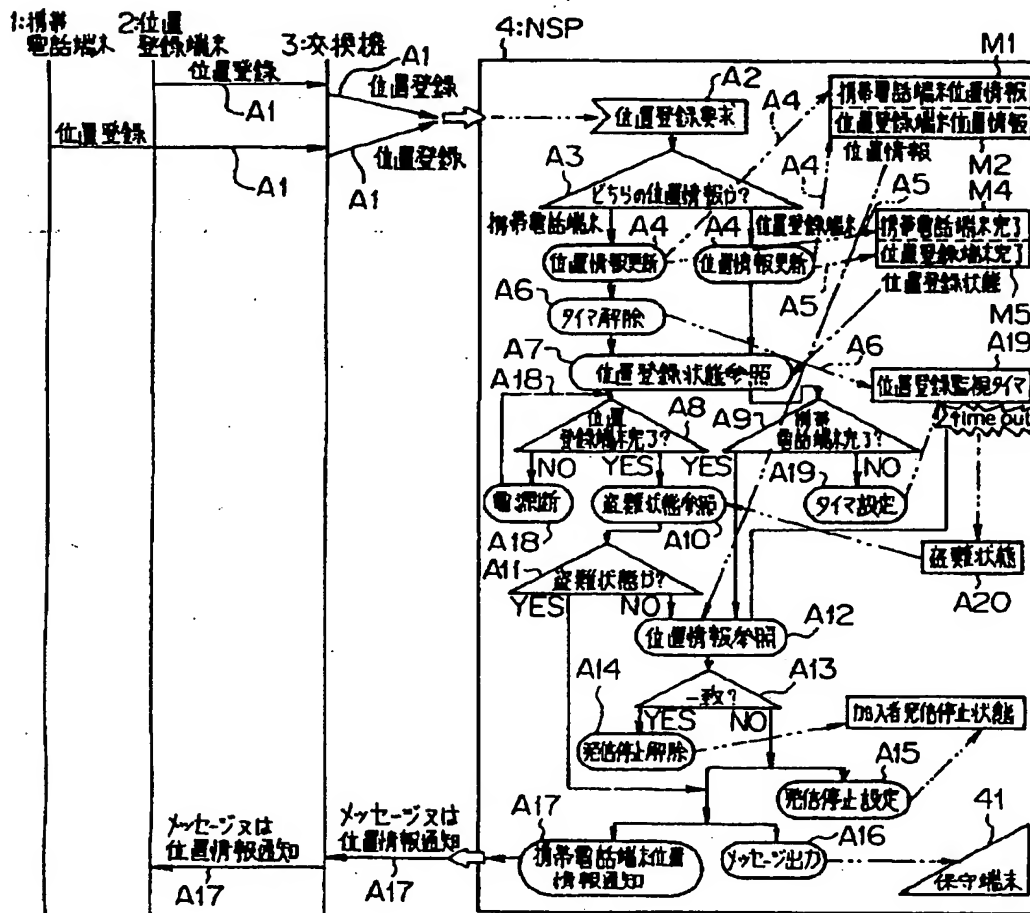 1:携帯
電話端末
2:位置
登録端末
3:交換機
4:NSP
位置登録
A1
A1
位置登録
位置登録
A1
A1
位置登録
A2
位置登録要求
M1
携帯電話端末位置情報
位置登録端末位置情報
位置情報
M2
A4
A4
A3
どちらの位置情報か?
携帯電話端末
A4
A4
位置登録端末
位置情報更新
位置情報更新
A5
M4
携帯電話端末完了
位置登録端末完了
位置登録状態
A5
M5
A6
タイマ解除
A19
A7
位置登録状態参照
A6
位置登録監視タイマ
time out
A18
位置
登録端末完了?
A8
A9
携帯
電話端末完了?
NO
YES
YES
NO
電源断
A18
盗難状態参照
A10
A19
タイマ設定
盗難状態
A20
A11
盗難状態か?
YES
NO
位置情報参照
A12
A14
一致?
A13
YES
NO
発信停止解除
加入者発信停止状態
A15
発信停止設定
メッセージ又は
位置情報通知
A17
メッセージ又は
位置情報通知
A17
A17
携帯電話端末位置
情報通知
メッセージ出力
A16
41
保守端末